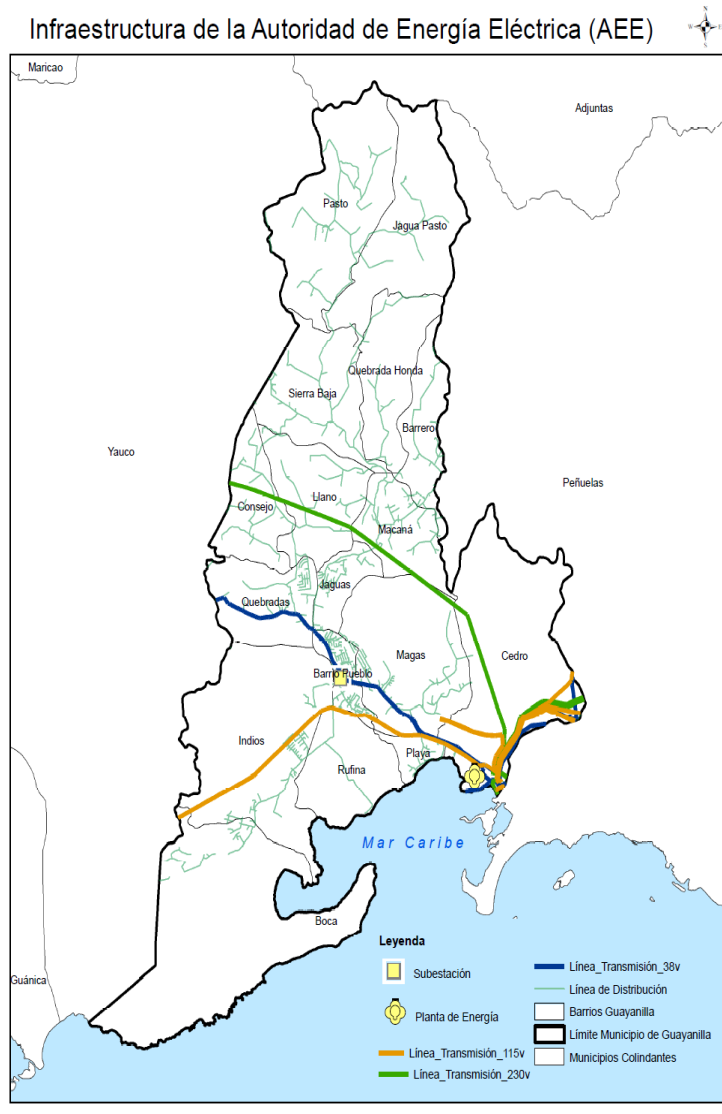 Infraestructura de la Autoridad de Energía Eléctrica (AEE)
N
W
E
S
Maricao
Adjuntas
Pasto
Jagua Pasto
Quebrada Honda
Sierra Baja
Barrero
Yauco
Peñuelas
Llano
Consejo
Macaná
Jaguas
Quebradas
Magas
Cedro
Barrio Pueblo
Indios
Playa
Rufina
Mar Caribe
Boca
Guánica
Leyenda
Subestación
Planta de Energía
Línea_Transmisión_115v
Línea_Transmisión_230v
Línea_Transmisión_38v
Línea de Distribución
Barrios Guayanilla
Límite Municipio de Guayanilla
Municipios Colindantes